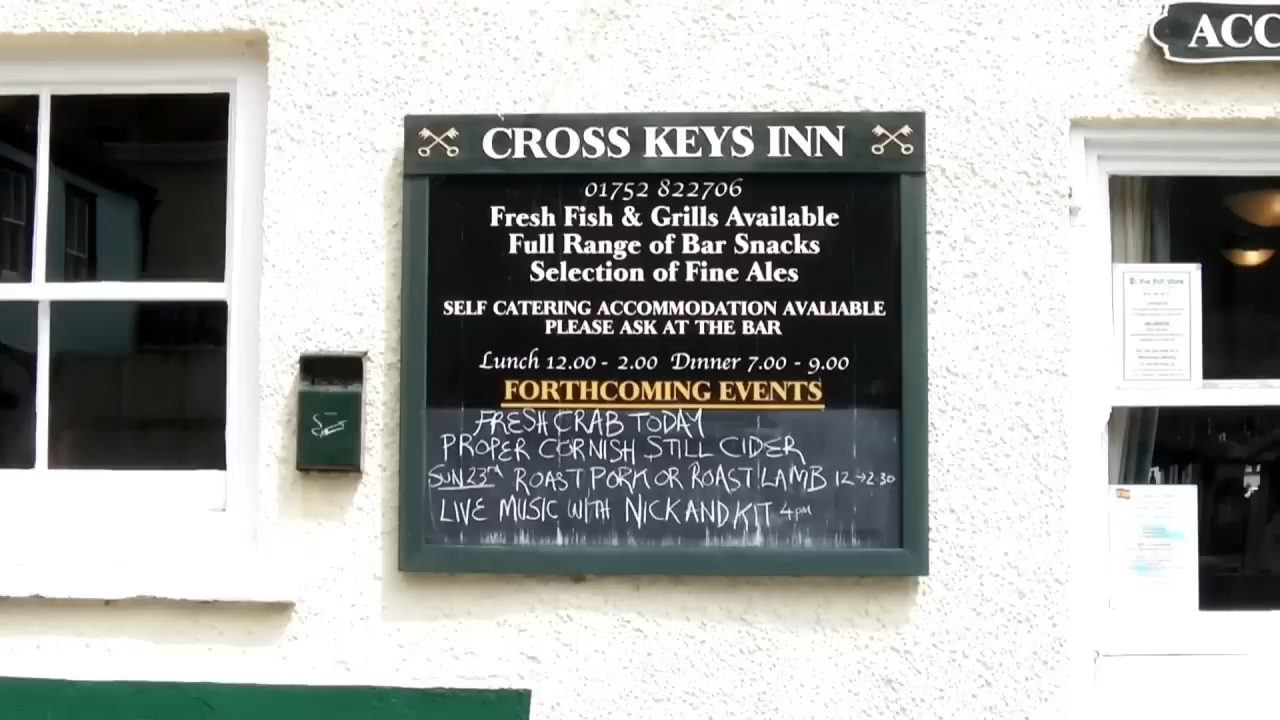 ACC
CROSS KEYS INN
01752 822706
Fresh Fish & Grills Available
Full Range of Bar Snacks
Selection of Fine Ales
SELF CATERING ACCOMMODATION AVALIABLE
PLEASE ASK AT THE BAR
Lunch 12.00 - 2.00 Dinner 7.00 - 9.00
FORTHCOMING EVENTS
FRESH CRAB TODAY
PROPER CORNISH STILL CIDER
SUN 23RD ROAST PORK OR ROAST LAMB 12→2.30
LIVE MUSIC WITH NICK AND KIT 4PM
the fish store